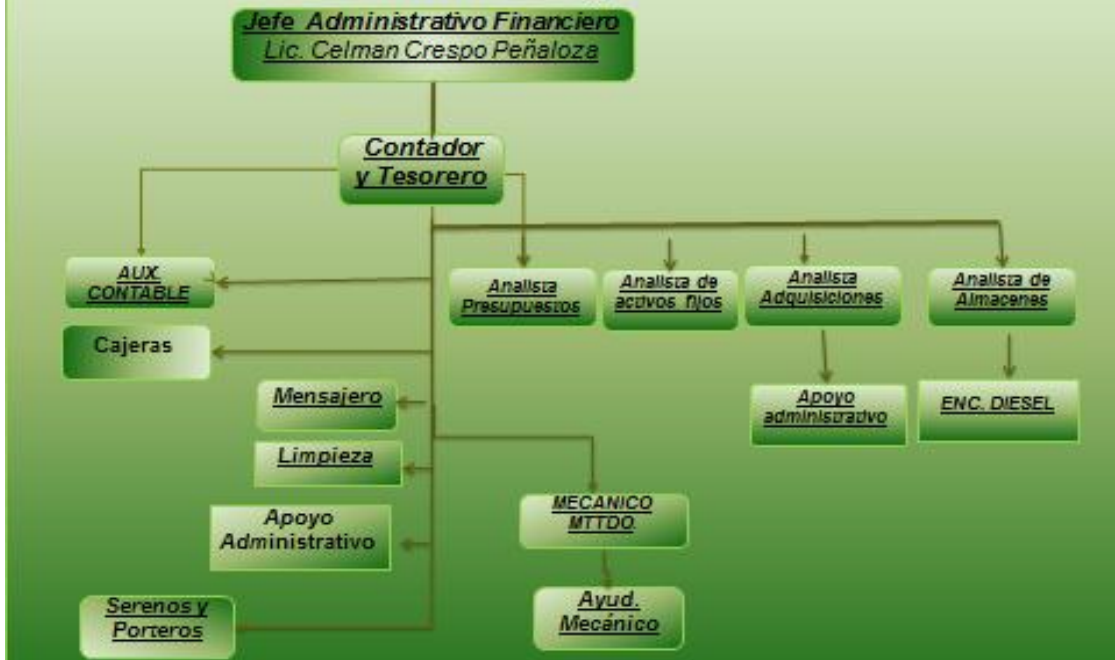 Jefe Administrativo Financiero
Lic. Celman Crespo Peñaloza
Contador
y Tesorero
AUX.
CONTABLE
Analista
Presupuestos
Analista de
activos fijos
Analista
Adquisiciones
Analista de
Almacenes
Cajeras
Mensajero
Apoyo
administrativo
ENC. DIESEL
Limpieza
Apoyo
Administrativo
MECANICO
MTTDO.
Serenos y
Porteros
Ayud.
Mecánico